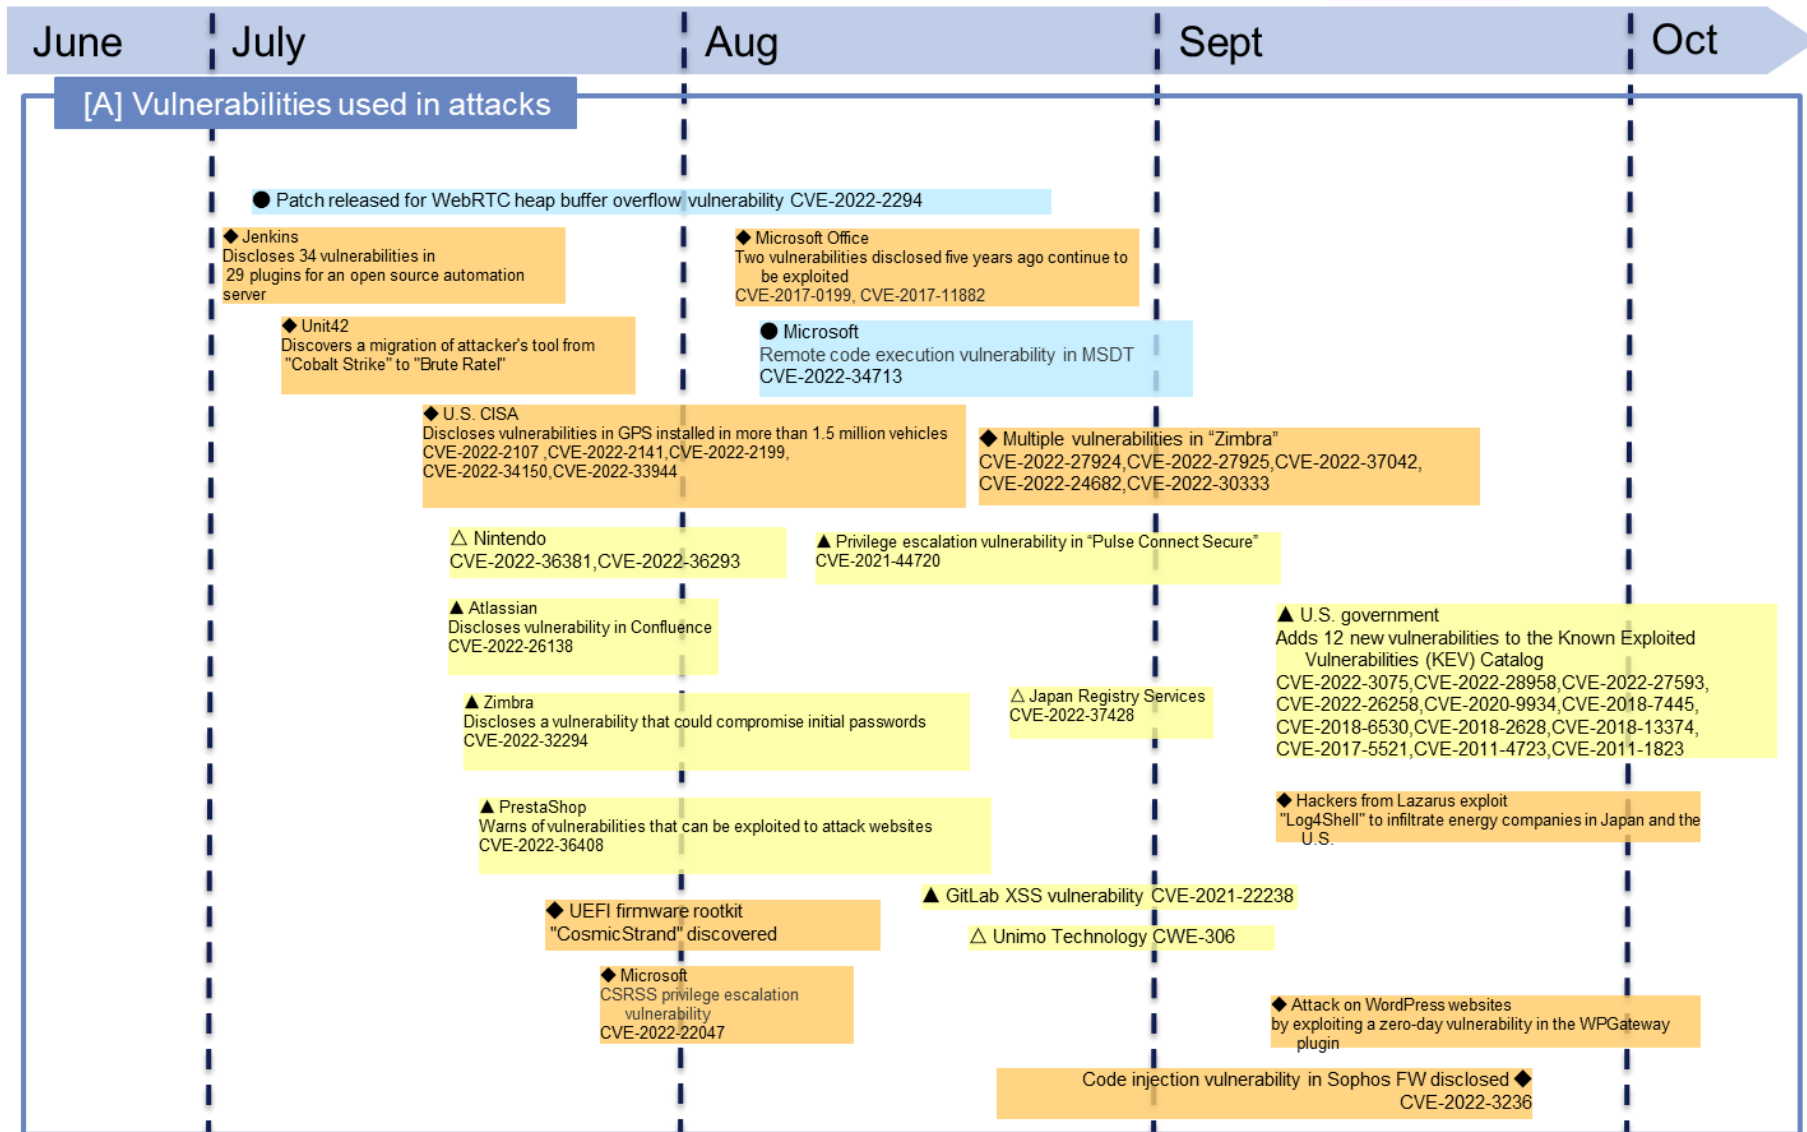 June
July
Aug
Sept
Oct
[A] Vulnerabilities used in attacks
● Patch released for WebRTC heap buffer overflow vulnerability CVE-2022-2294
◆ Jenkins
Discloses 34 vulnerabilities in
29 plugins for an open source automation
server
◆ Microsoft Office
Two vulnerabilities disclosed five years ago continue to
be exploited
CVE-2017-0199, CVE-2017-11882
◆ Unit42
Discovers a migration of attacker's tool from
"Cobalt Strike" to "Brute Ratel"
● Microsoft
Remote code execution vulnerability in MSDT
CVE-2022-34713
◆ U.S. CISA
Discloses vulnerabilities in GPS installed in more than 1.5 million vehicles
CVE-2022-2107 ,CVE-2022-2141,CVE-2022-2199,
CVE-2022-34150,CVE-2022-33944
◆ Multiple vulnerabilities in “Zimbra”
CVE-2022-27924,CVE-2022-27925,CVE-2022-37042,
CVE-2022-24682,CVE-2022-30333
△ Nintendo
CVE-2022-36381,CVE-2022-36293
▲ Privilege escalation vulnerability in “Pulse Connect Secure”
CVE-2021-44720
▲ Atlassian
Discloses vulnerability in Confluence
CVE-2022-26138
▲ U.S. government
Adds 12 new vulnerabilities to the Known Exploited
Vulnerabilities (KEV) Catalog
CVE-2022-3075,CVE-2022-28958,CVE-2022-27593,
CVE-2022-26258,CVE-2020-9934,CVE-2018-7445,
CVE-2018-6530,CVE-2018-2628,CVE-2018-13374,
CVE-2017-5521,CVE-2011-4723,CVE-2011-1823
▲ Zimbra
Discloses a vulnerability that could compromise initial passwords
CVE-2022-32294
△ Japan Registry Services
CVE-2022-37428
▲ PrestaShop
Warns of vulnerabilities that can be exploited to attack websites
CVE-2022-36408
◆ Hackers from Lazarus exploit
"Log4Shell" to infiltrate energy companies in Japan and the
U.S.
▲ GitLab XSS vulnerability CVE-2021-22238
◆ UEFI firmware rootkit
"CosmicStrand" discovered
△ Unimo Technology CWE-306
◆ Microsoft
CSRSS privilege escalation
vulnerability
CVE-2022-22047
◆ Attack on WordPress websites
by exploiting a zero-day vulnerability in the WPGateway
plugin
Code injection vulnerability in Sophos FW disclosed ◆
CVE-2022-3236